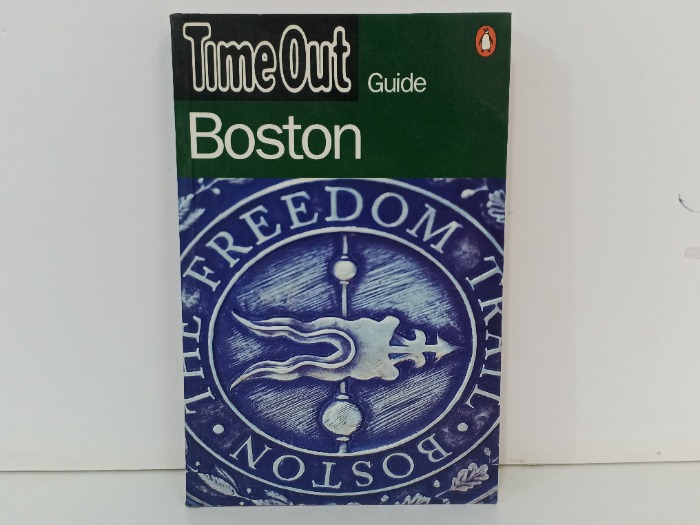 Time Out
Guide
Boston
· THE FREEDOM TRAIL ·
BOSTON